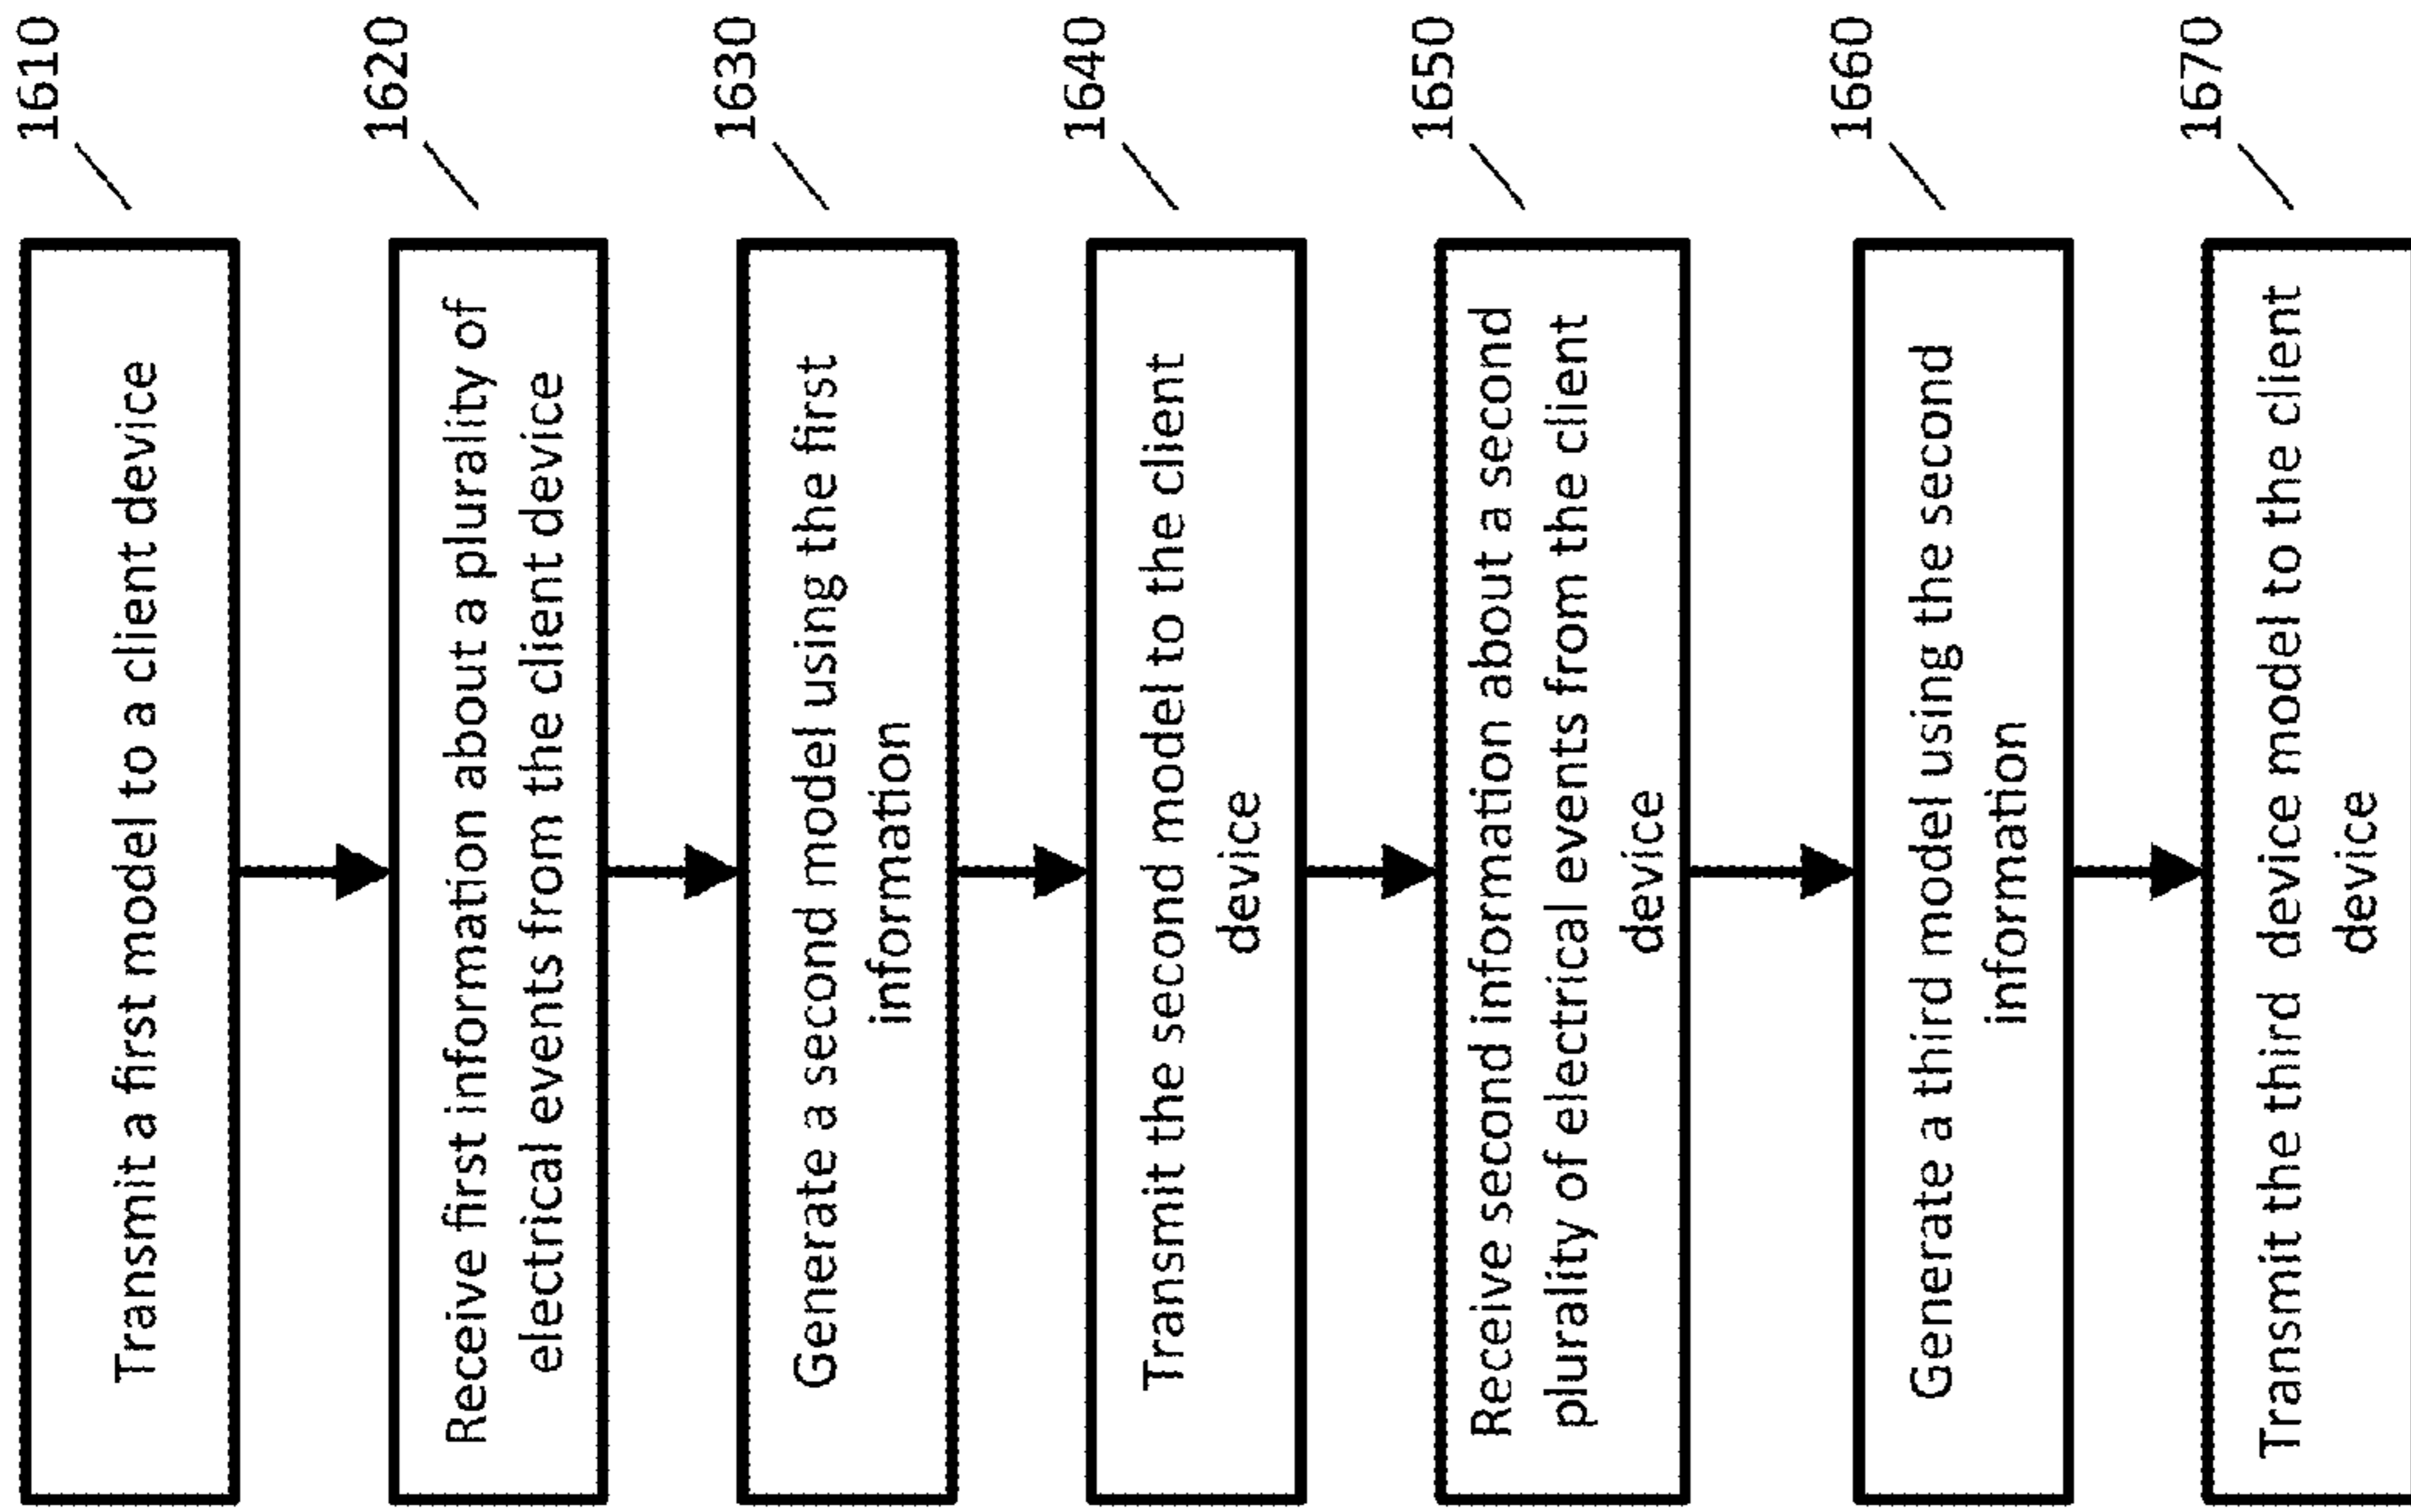 Transmit a first model to a client device
1610
Receive first information about a plurality of
electrical events from the client device
1620
Generate a second model using the first
information
1630
Transmit the second model to the client
device
1640
Receive second information about a second
plurality of electrical events from the client
device
1650
Generate a third model using the second
information
1660
Transmit the third device model to the client
device
1670